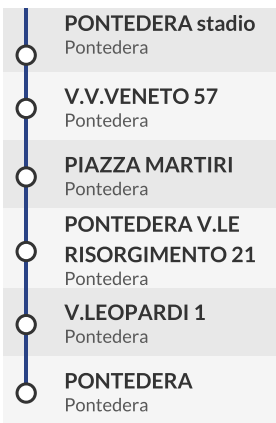 PONTEDERA stadio
Pontedera
V.V.VENETO 57
Pontedera
PIAZZA MARTIRI
Pontedera
PONTEDERA V.LE
RISORGIMENTO 21
Pontedera
V.LEOPARDI 1
Pontedera
PONTEDERA
Pontedera